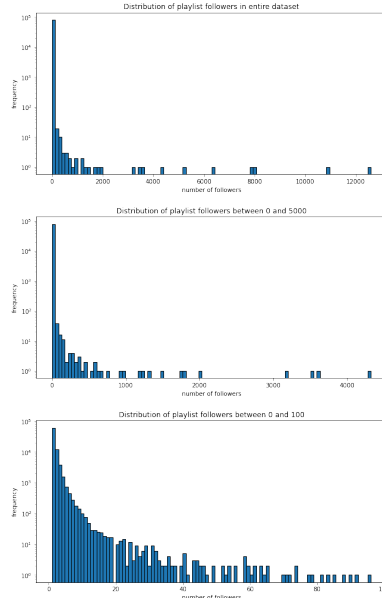 Distribution of playlist followers in entire dataset
10⁵
10⁴
10³
10²
10¹
10⁰
frequency
0 2000 4000 6000 8000 10000 12000
number of followers
Distribution of playlist followers between 0 and 5000
10⁵
10⁴
10³
10²
10¹
10⁰
frequency
0 1000 2000 3000 4000
number of followers
Distribution of playlist followers between 0 and 100
10⁵
10⁴
10³
10²
10¹
10⁰
frequency
0 20 40 60 80
number of followers